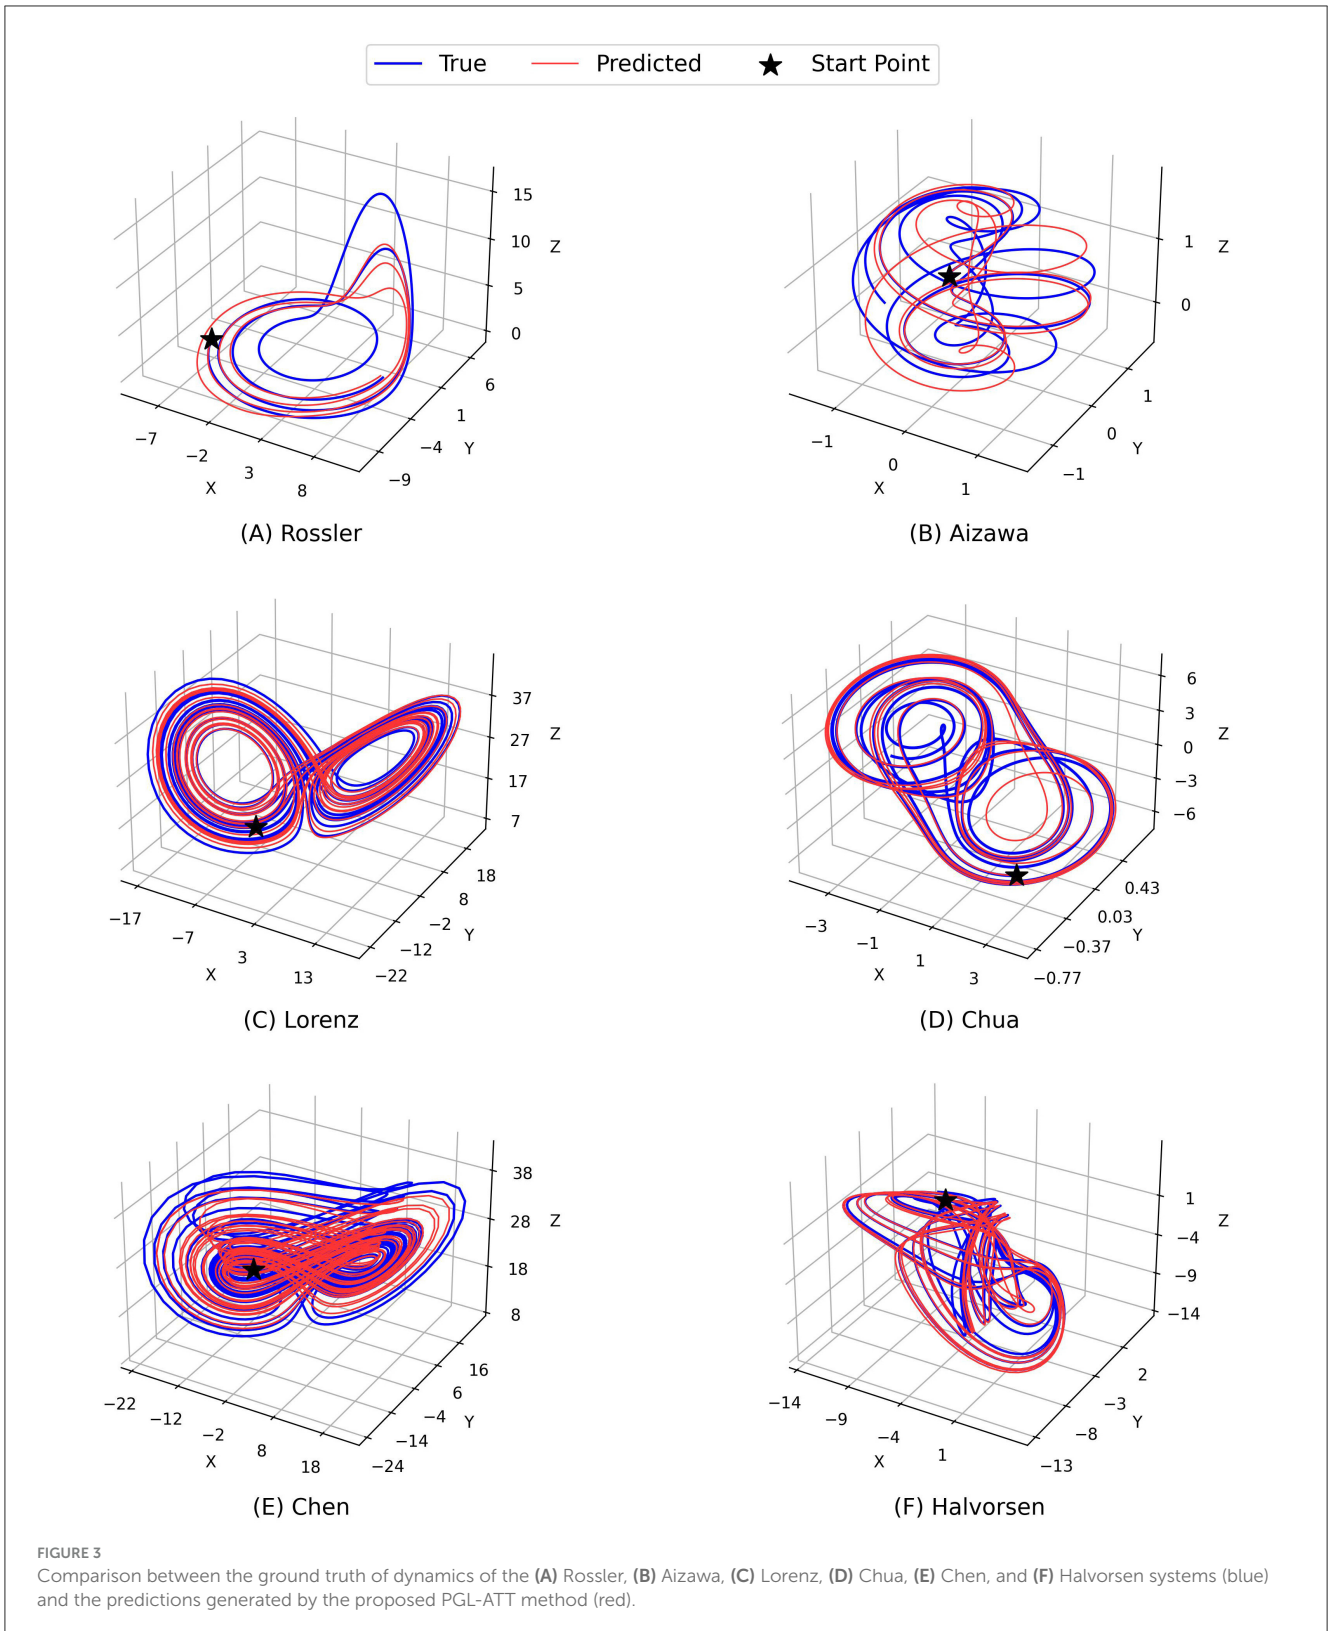 True Predicted Start Point
15
10
5
0
Z
6
1
−4
−9
Y
−7
−2
3
8
X
(A) Rossler
1
0
Z
1
0
−1
Y
−1
0
1
X
(B) Aizawa
37
27
17
7
Z
18
8
−2
−12
−22
Y
−17
−7
3
13
X
(C) Lorenz
6
3
0
−3
−6
Z
0.43
0.03
−0.37
−0.77
Y
−3
−1
1
3
X
(D) Chua
38
28
18
8
Z
16
6
−4
−14
−24
Y
−22
−12
−2
8
18
X
(E) Chen
1
−4
−9
−14
Z
2
−3
−8
−13
Y
−14
−9
−4
1
X
(F) Halvorsen
FIGURE 3
Comparison between the ground truth of dynamics of the (A) Rossler, (B) Aizawa, (C) Lorenz, (D) Chua, (E) Chen, and (F) Halvorsen systems (blue)
and the predictions generated by the proposed PGL-ATT method (red).